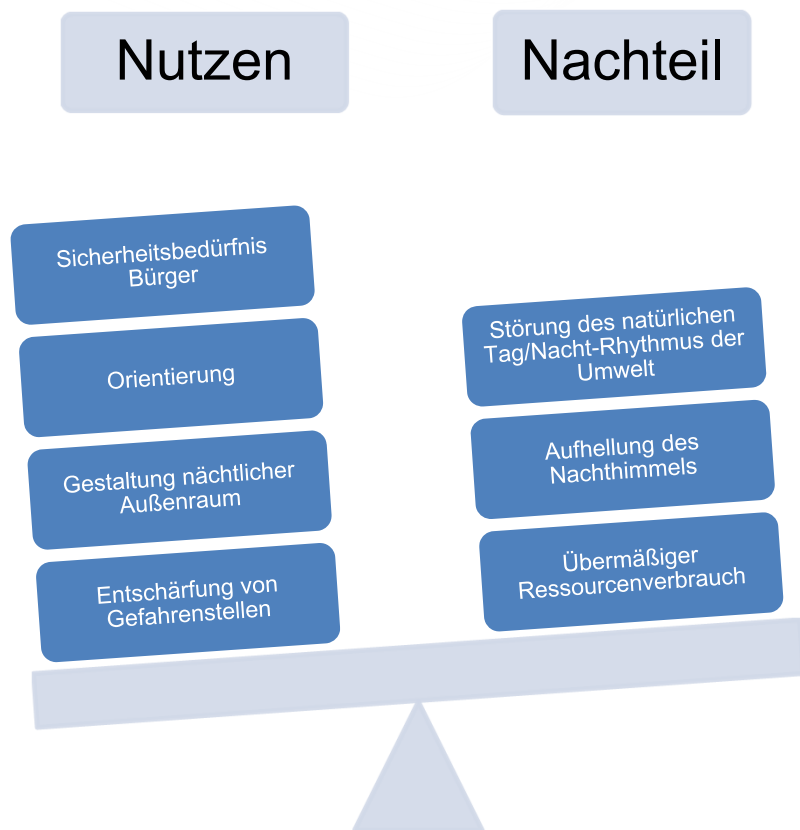 Nutzen
Nachteil
Sicherheitsbedürfnis
Bürger
Orientierung
Gestaltung nächtlicher
Außenraum
Entschärfung von
Gefahrenstellen
Störung des natürlichen
Tag/Nacht-Rhythmus der
Umwelt
Aufhellung des
Nachthimmels
Übermäßiger
Ressourcenverbrauch